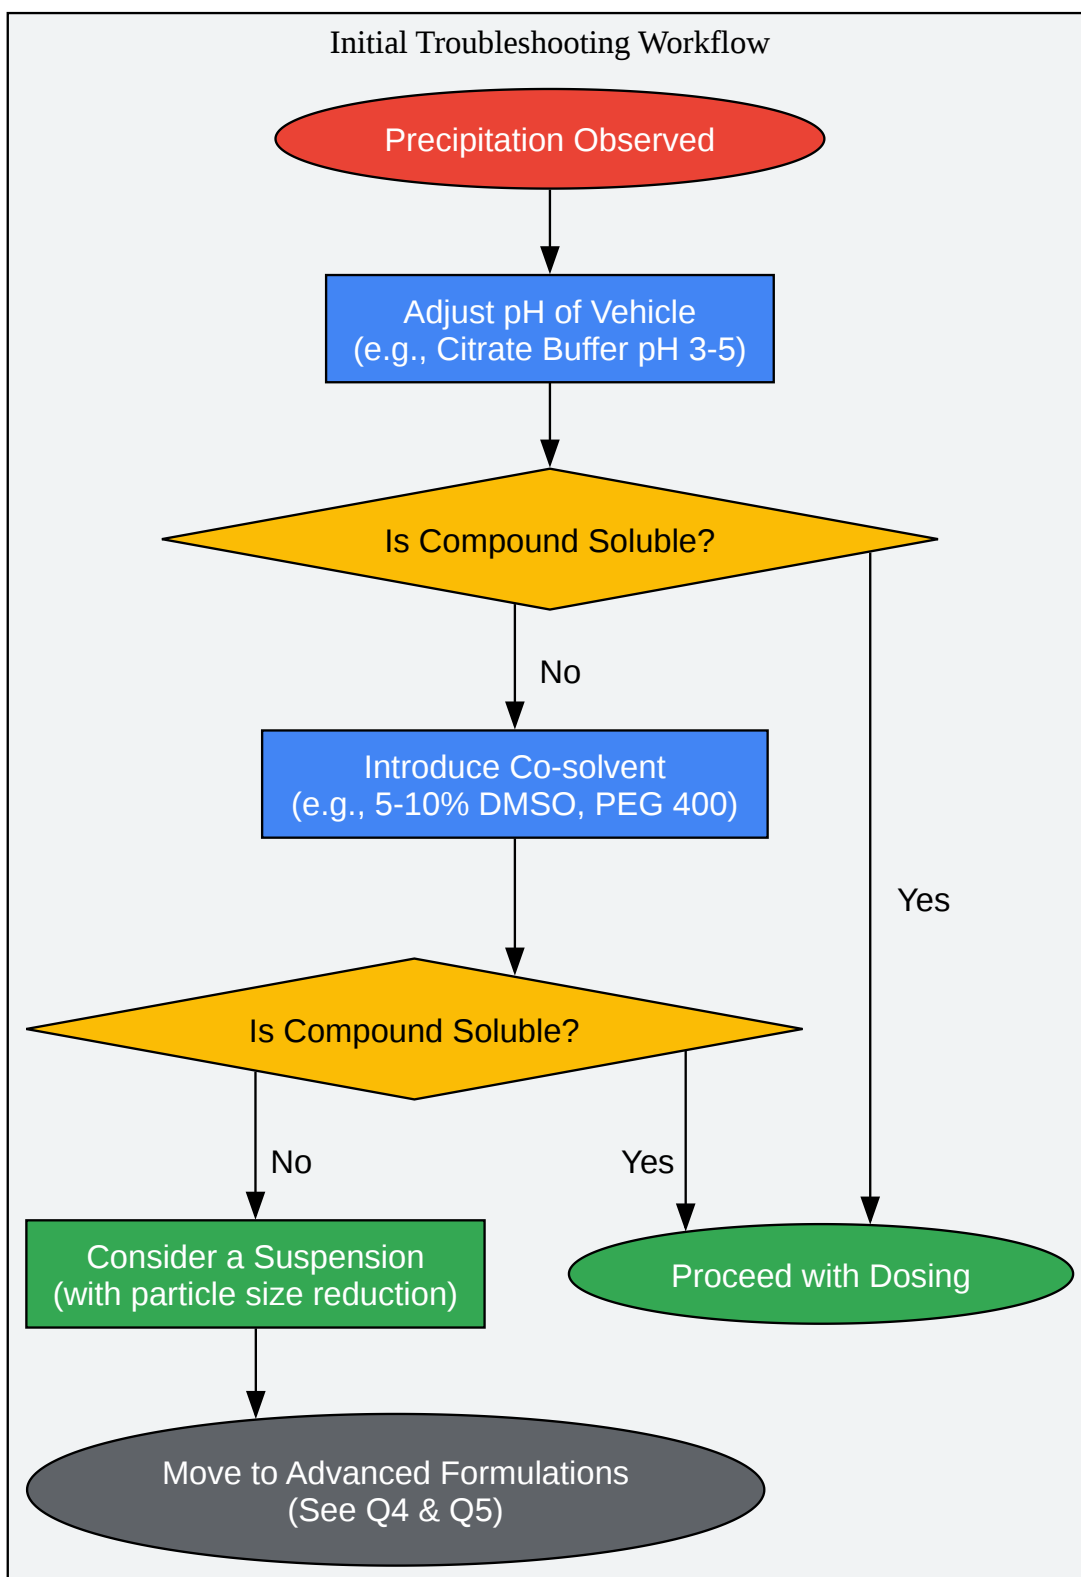 Initial Troubleshooting Workflow
Precipitation Observed
Adjust pH of Vehicle
(e.g., Citrate Buffer pH 3-5)
Is Compound Soluble?
No
Introduce Co-solvent
(e.g., 5-10% DMSO, PEG 400)
Yes
Is Compound Soluble?
No
Yes
Consider a Suspension
(with particle size reduction)
Proceed with Dosing
Move to Advanced Formulations
(See Q4 & Q5)